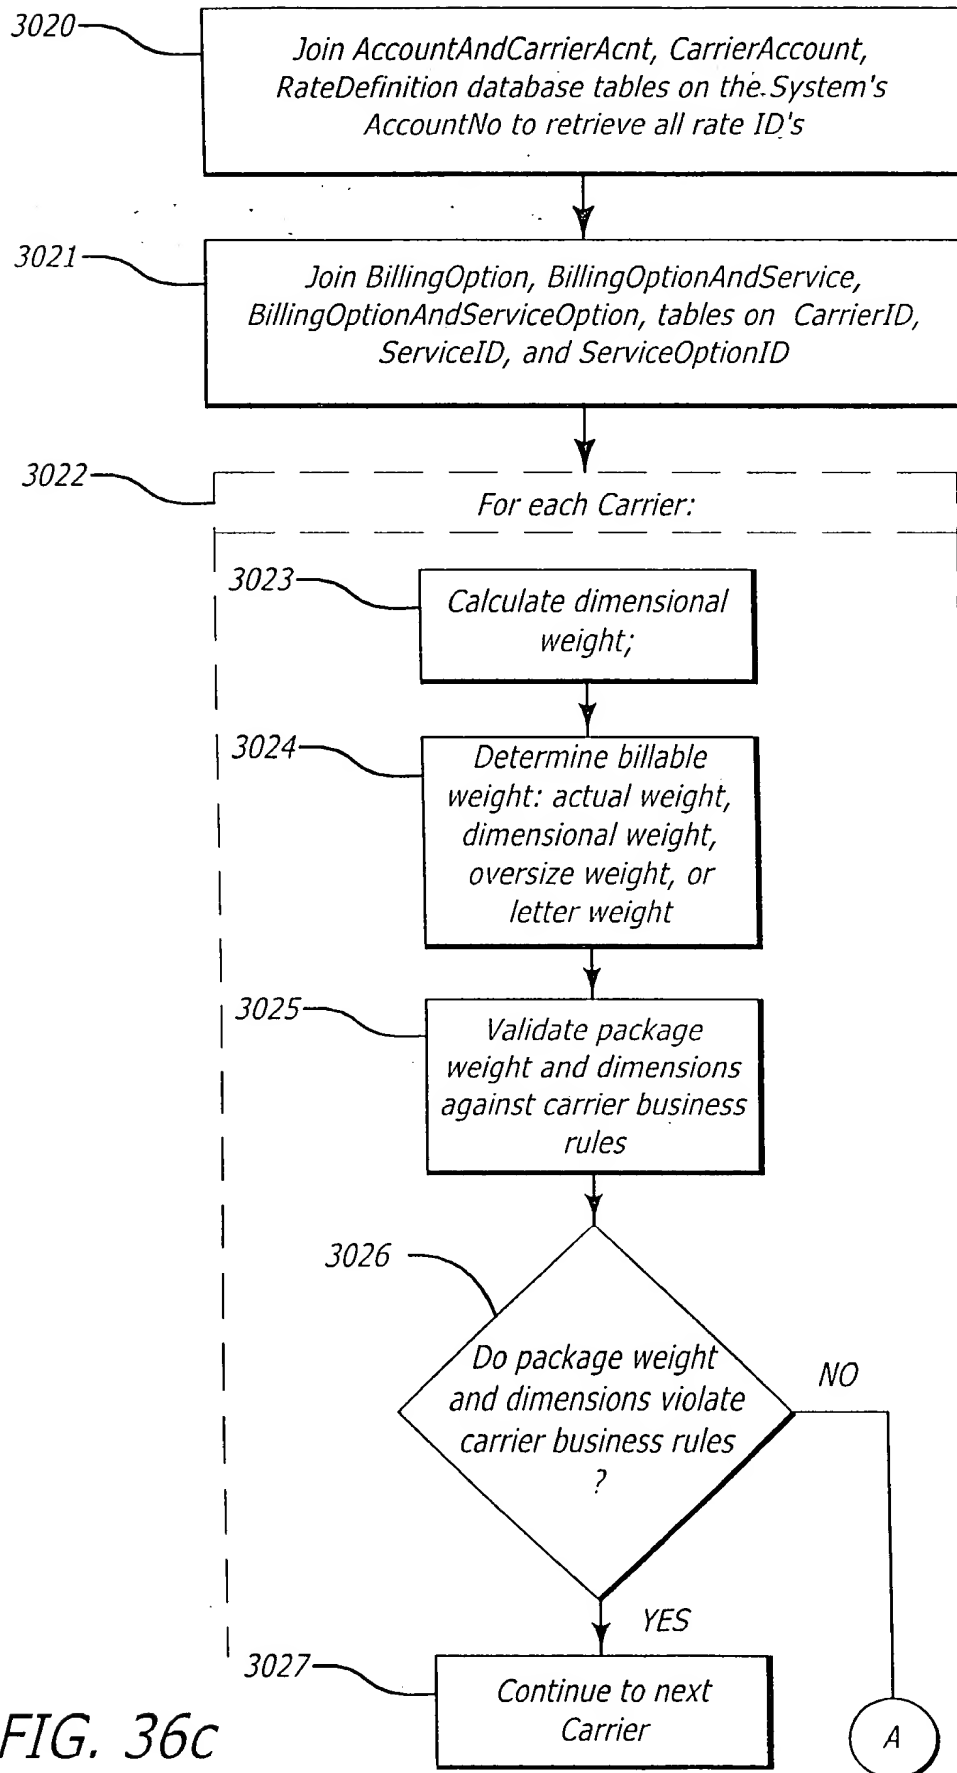 3020
Join AccountAndCarrierAcnt, CarrierAccount,
RateDefinition database tables on the System's
AccountNo to retrieve all rate ID's
3021
Join BillingOption, BillingOptionAndService,
BillingOptionAndServiceOption, tables on CarrierID,
ServiceID, and ServiceOptionID
3022
For each Carrier:
3023
Calculate dimensional
weight;
3024
Determine billable
weight: actual weight,
dimensional weight,
oversize weight, or
letter weight
3025
Validate package
weight and dimensions
against carrier business
rules
3026
Do package weight
and dimensions violate
carrier business rules
?
NO
YES
3027
Continue to next
Carrier
A
FIG. 36c